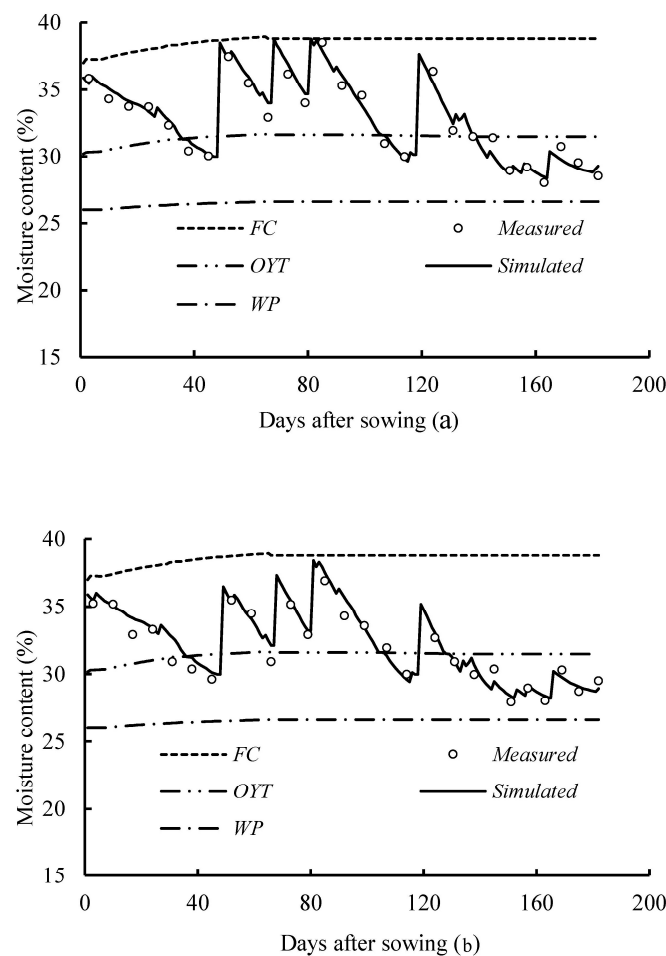 40
35
30
25
20
15
Moisture content (%)
FC
OYT
WP
Measured
Simulated
0 40 80 120 160 200
Days after sowing (a)
40
35
30
25
20
15
Moisture content (%)
FC
OYT
WP
Measured
Simulated
0 40 80 120 160 200
Days after sowing (b)